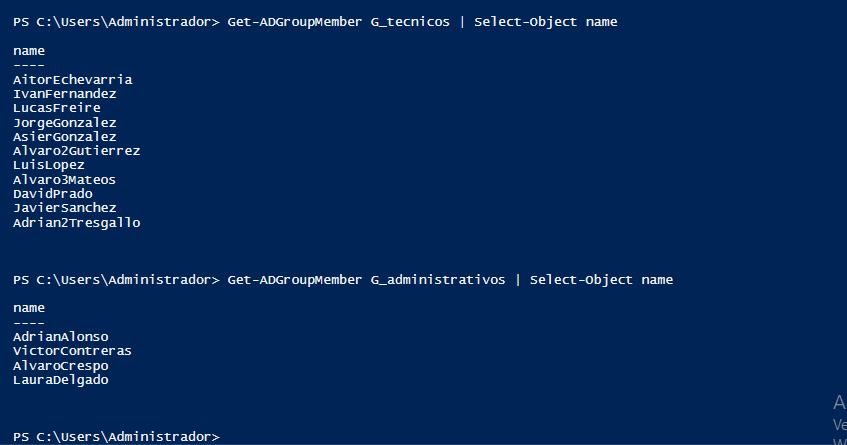 PS C:\Users\Administrador> Get-ADGroupMember G_tecnicos | Select-Object name
name
----
AitorEchevarria
IvanFernandez
LucasFreire
JorgeGonzalez
AsierGonzalez
Alvaro2Gutierrez
LuisLopez
Alvaro3Mateos
DavidPrado
JavierSanchez
Adrian2Tresgallo
PS C:\Users\Administrador> Get-ADGroupMember G_administrativos | Select-Object name
name
----
AdrianAlonso
VictorContreras
AlvaroCrespo
LauraDelgado
PS C:\Users\Administrador>